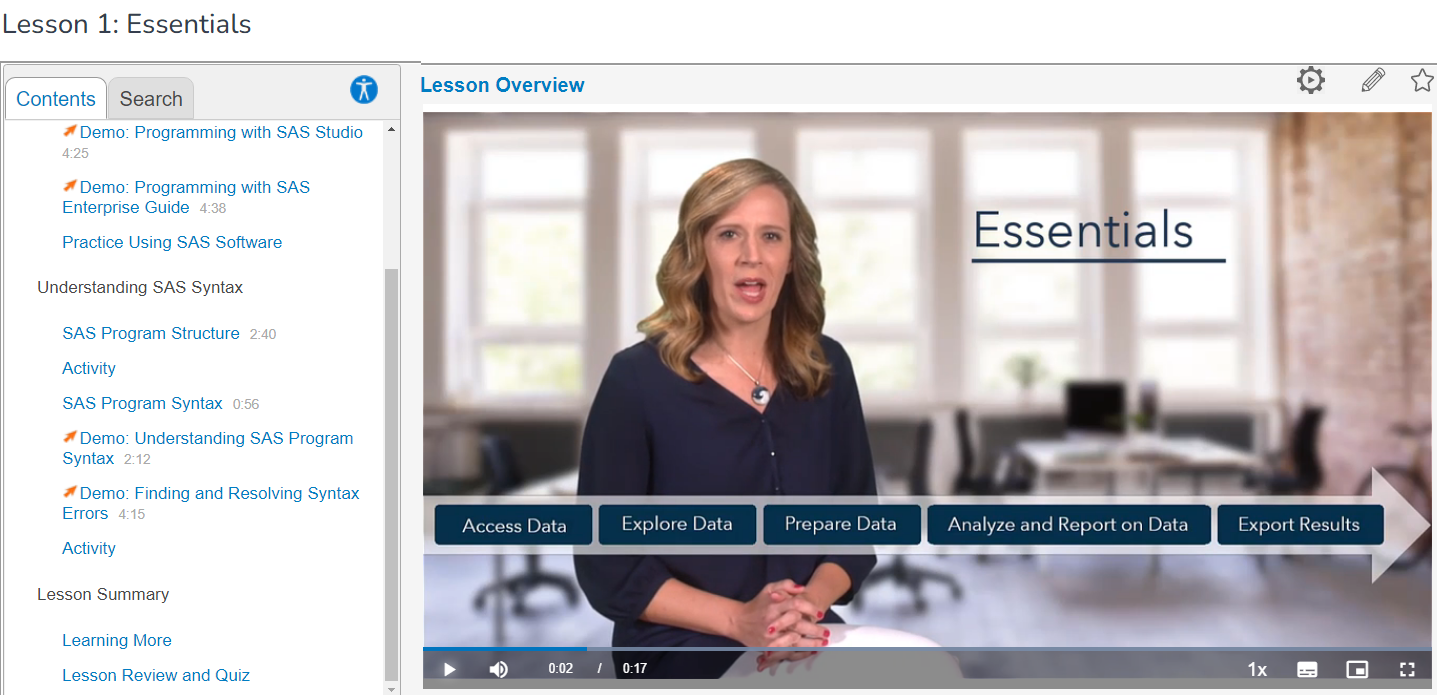 Lesson 1: Essentials
Contents
Search
Demo: Programming with SAS Studio
4:25
Demo: Programming with SAS
Enterprise Guide 4:38
Practice Using SAS Software
Understanding SAS Syntax
SAS Program Structure 2:40
Activity
SAS Program Syntax 0:56
Demo: Understanding SAS Program
Syntax 2:12
Demo: Finding and Resolving Syntax
Errors 4:15
Activity
Lesson Summary
Learning More
Lesson Review and Quiz
Lesson Overview
Essentials
Access Data
Explore Data
Prepare Data
Analyze and Report on Data
Export Results
0:02 / 0:17
1x